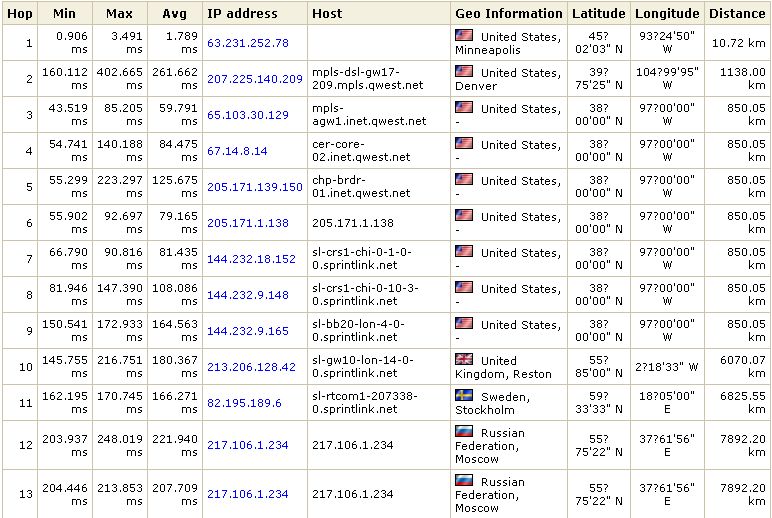 Hop Min Max Avg IP address Host Geo Information Latitude Longitude Distance
1 0.906 ms 3.491 ms 1.789 ms 63.231.252.78 United States, Minneapolis 45?02'03" N 93?24'50" W 10.72 km
2 160.112 ms 402.665 ms 261.662 ms 207.225.140.209 mpls-dsl-gw17-209.mpls.qwest.net United States, Denver 39?75'25" N 104?99'95" W 1138.00 km
3 43.519 ms 85.205 ms 59.791 ms 65.103.30.129 mpls-agw1.inet.qwest.net United States, - 38?00'00" N 97?00'00" W 850.05 km
4 54.741 ms 140.188 ms 84.475 ms 67.14.8.14 cer-core-02.inet.qwest.net United States, - 38?00'00" N 97?00'00" W 850.05 km
5 55.299 ms 223.297 ms 125.675 ms 205.171.139.150 chp-brdr-01.inet.qwest.net United States, - 38?00'00" N 97?00'00" W 850.05 km
6 55.902 ms 92.697 ms 79.165 ms 205.171.1.138 205.171.1.138 United States, - 38?00'00" N 97?00'00" W 850.05 km
7 66.790 ms 90.816 ms 81.435 ms 144.232.18.152 sl-crs1-chi-0-1-0-0.sprintlink.net United States, - 38?00'00" N 97?00'00" W 850.05 km
8 81.946 ms 147.390 ms 108.086 ms 144.232.9.148 sl-crs1-chi-0-10-3-0.sprintlink.net United States, - 38?00'00" N 97?00'00" W 850.05 km
9 150.541 ms 172.933 ms 164.563 ms 144.232.9.165 sl-bb20-lon-4-0-0.sprintlink.net United States, - 38?00'00" N 97?00'00" W 850.05 km
10 145.755 ms 216.751 ms 180.367 ms 213.206.128.42 sl-gw10-lon-14-0-0.sprintlink.net United Kingdom, Reston 55?85'00" N 2?18'33" W 6070.07 km
11 162.195 ms 170.745 ms 166.271 ms 82.195.189.6 sl-rtcom1-207338-0.sprintlink.net Sweden, Stockholm 59?33'33" N 18?05'00" E 6825.55 km
12 203.937 ms 248.019 ms 221.940 ms 217.106.1.234 217.106.1.234 Russian Federation, Moscow 55?75'22" N 37?61'56" E 7892.20 km
13 204.446 ms 213.853 ms 207.709 ms 217.106.1.234 217.106.1.234 Russian Federation, Moscow 55?75'22" N 37?61'56" E 7892.20 km